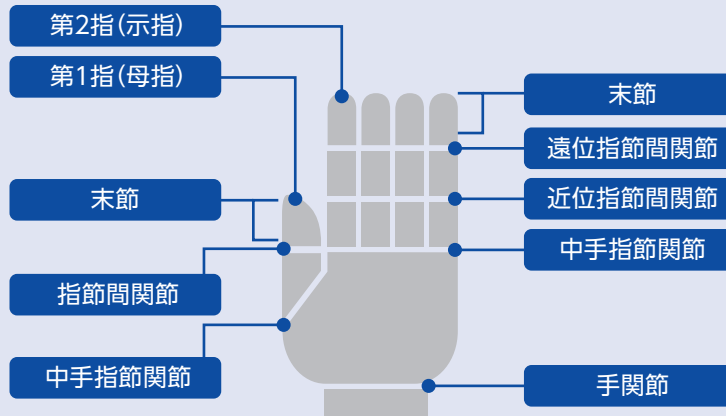 第2指(示指)
第1指(母指)
末節
指節間関節
中手指節関節
末節
遠位指節間関節
近位指節間関節
中手指節関節
手関節